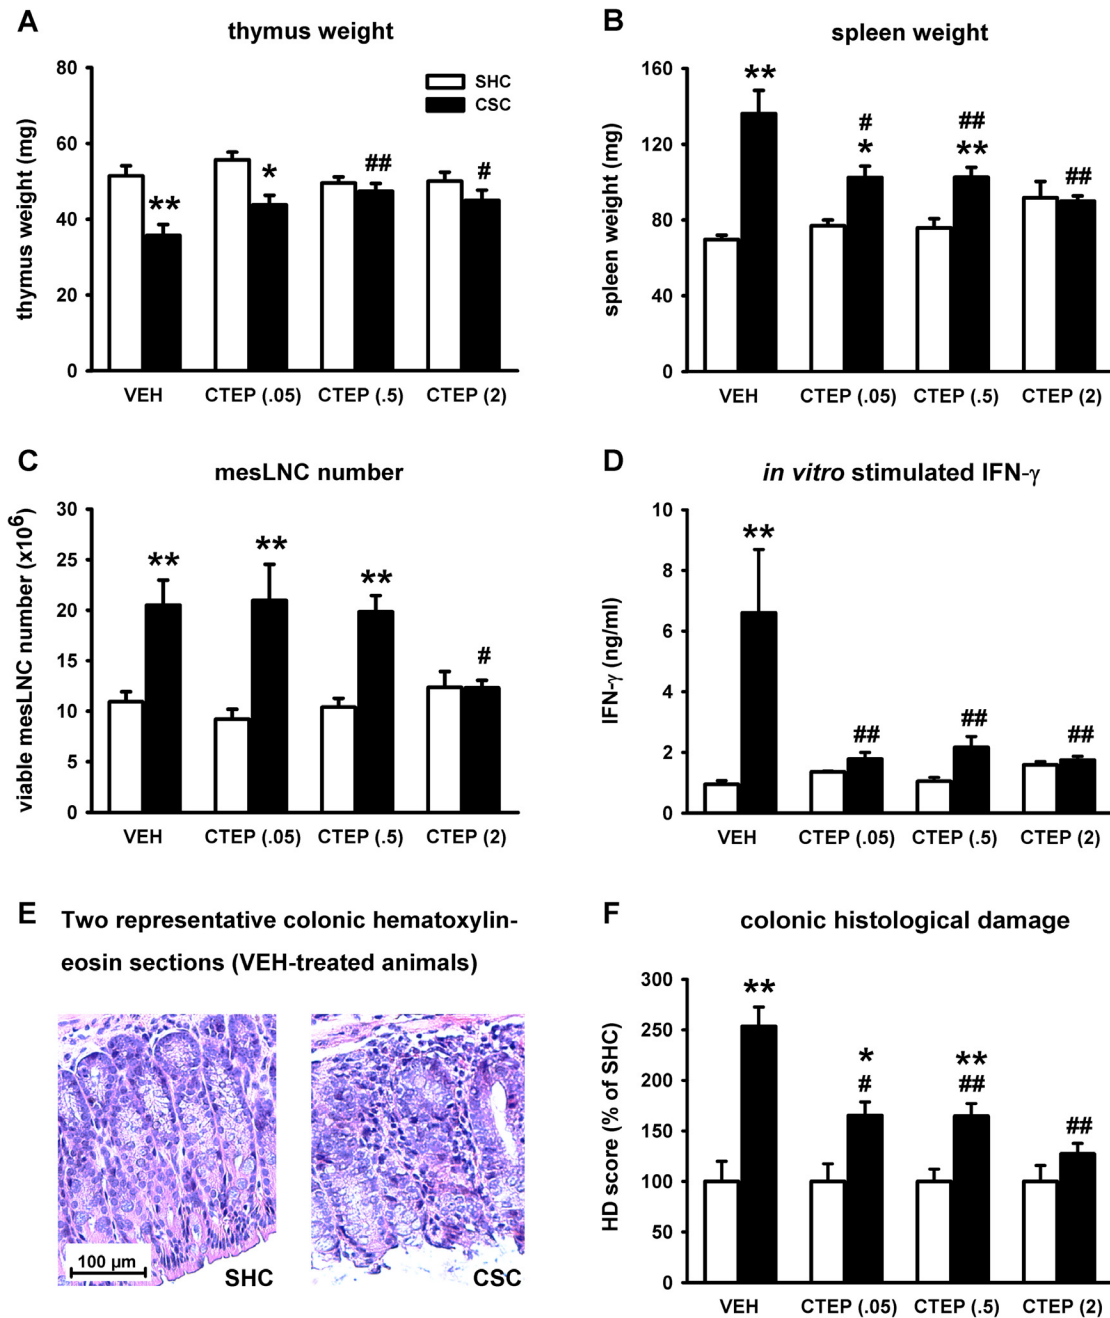 A
thymus weight
thymus weight (mg)
80
60
40
20
0
SHC
CSC
**
*
##
#
VEH
CTEP (.05)
CTEP (.5)
CTEP (2)
B
spleen weight
spleen weight (mg)
160
120
80
40
0
**
#
*
##
**
##
VEH
CTEP (.05)
CTEP (.5)
CTEP (2)
C
mesLNC number
viable mesLNC number (x10⁶)
30
25
20
15
10
5
0
**
**
**
#
VEH
CTEP (.05)
CTEP (.5)
CTEP (2)
D
in vitro stimulated IFN-γ
IFN-γ (ng/ml)
10
8
6
4
2
0
**
##
##
##
VEH
CTEP (.05)
CTEP (.5)
CTEP (2)
E
Two representative colonic hematoxylin-
eosin sections (VEH-treated animals)
100 µm
SHC
CSC
F
colonic histological damage
HD score (% of SHC)
300
250
200
150
100
50
0
**
*
#
**
##
##
VEH
CTEP (.05)
CTEP (.5)
CTEP (2)